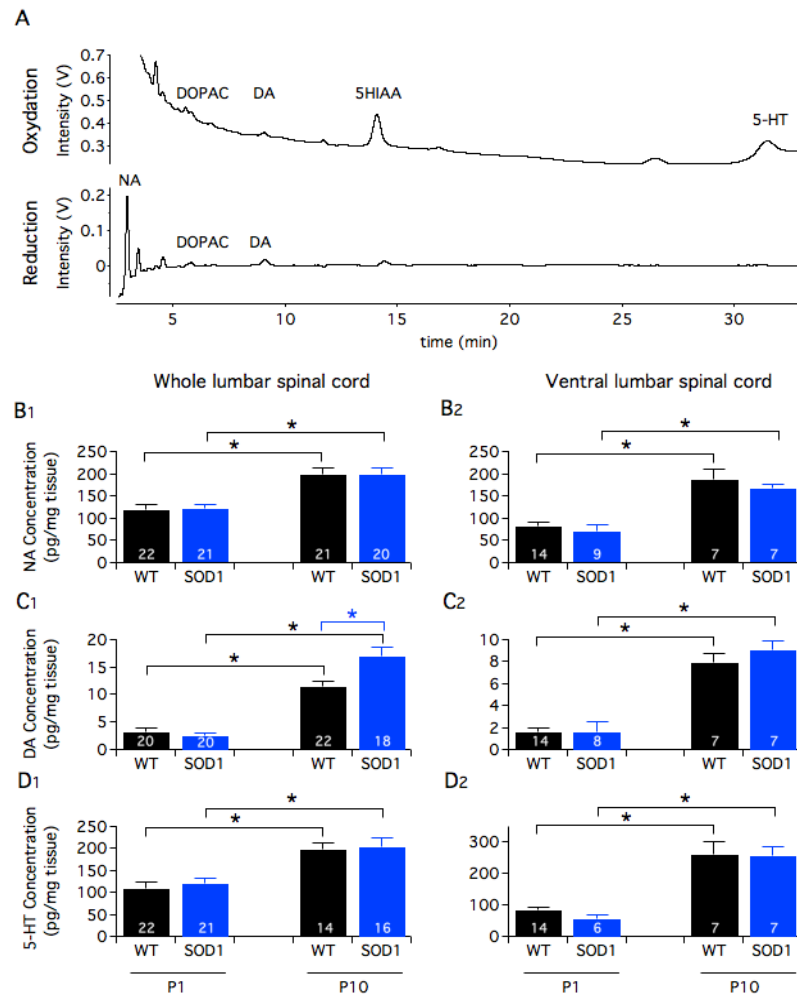 A
0.7
0.6
0.5
0.4
0.3
Oxydation
Intensity (V)
DOPAC DA 5HIAA 5-HT
NA
0.2
0.1
0
Reduction
Intensity (V)
DOPAC DA
5 10 15 20 25 30
time (min)
Whole lumbar spinal cord Ventral lumbar spinal cord
B1
NA Concentration
(pg/mg tissue)
250
200
150
100
50
0
* *
22 21 21 20
WT SOD1 WT SOD1
B2
250
200
150
100
50
0
* *
14 9 7 7
WT SOD1 WT SOD1
C1
DA Concentration
(pg/mg tissue)
20
15
10
5
0
* * *
20 20 22 18
WT SOD1 WT SOD1
C2
10
8
6
4
2
0
* *
14 8 7 7
WT SOD1 WT SOD1
D1
5-HT Concentration
(pg/mg tissue)
250
200
150
100
50
0
* *
22 21 14 16
WT SOD1 WT SOD1
P1 P10
D2
300
200
100
0
* *
14 6 7 7
WT SOD1 WT SOD1
P1 P10